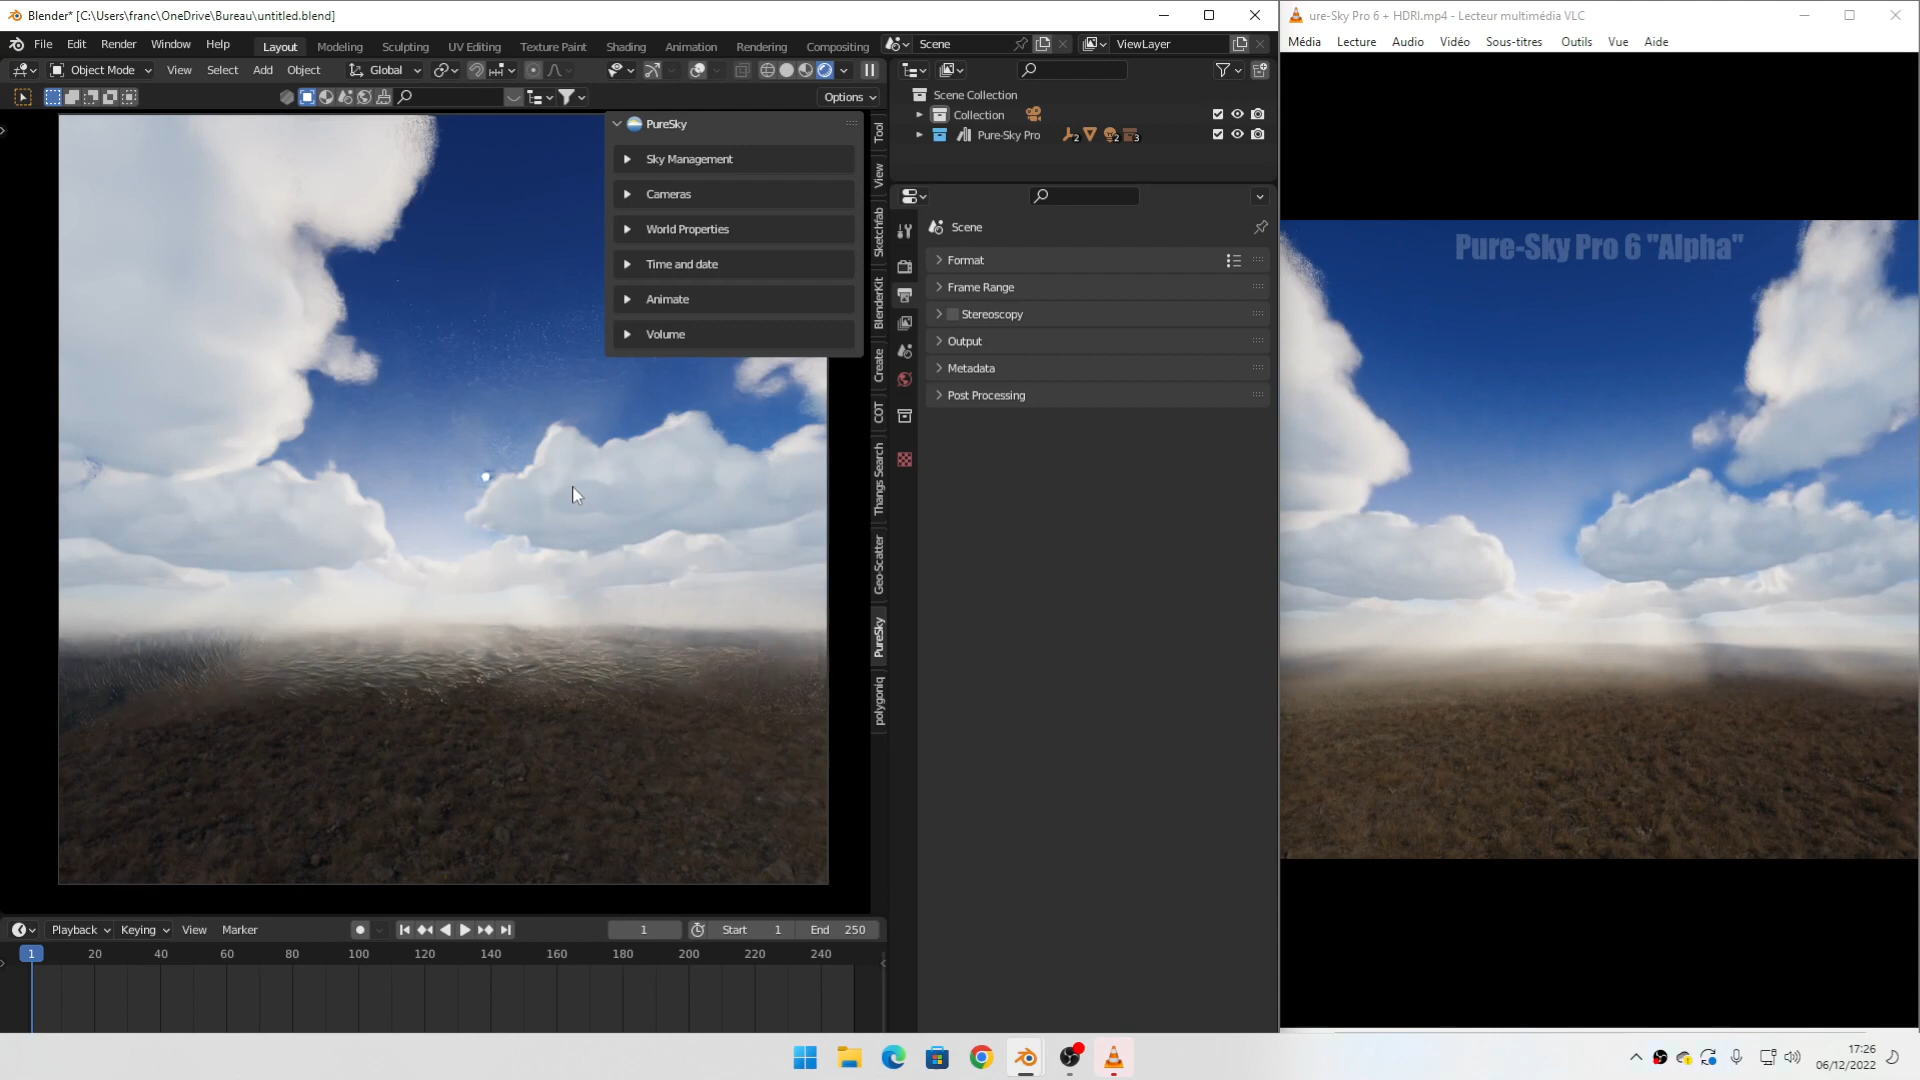 Blender* [C:\Users\franc\OneDrive\Bureau\untitled.blend]
File Edit Render Window Help
Layout Modeling Sculpting UV Editing Texture Paint Shading Animation Rendering Compositing
Scene
ViewLayer
Object Mode View Select Add Object
Global
Options
PureSky
Sky Management
Cameras
World Properties
Time and date
Animate
Volume
Tool
View
Sketchfab
BlenderKit
Create
COT
Thangs Search
Geo-Scatter
PureSky
polygoniq
Scene Collection
Collection
Pure-Sky Pro
2
2
3
Scene
Format
Frame Range
Stereoscopy
Output
Metadata
Post Processing
Playback Keying View Marker
1
Start 1
End 250
1 20 40 60 80 100 120 140 160 180 200 220 240
ure-Sky Pro 6 + HDRI.mp4 - Lecteur multimédia VLC
Média Lecture Audio Vidéo Sous-titres Outils Vue Aide
Pure-Sky Pro 6 "Alpha"
17:26
06/12/2022